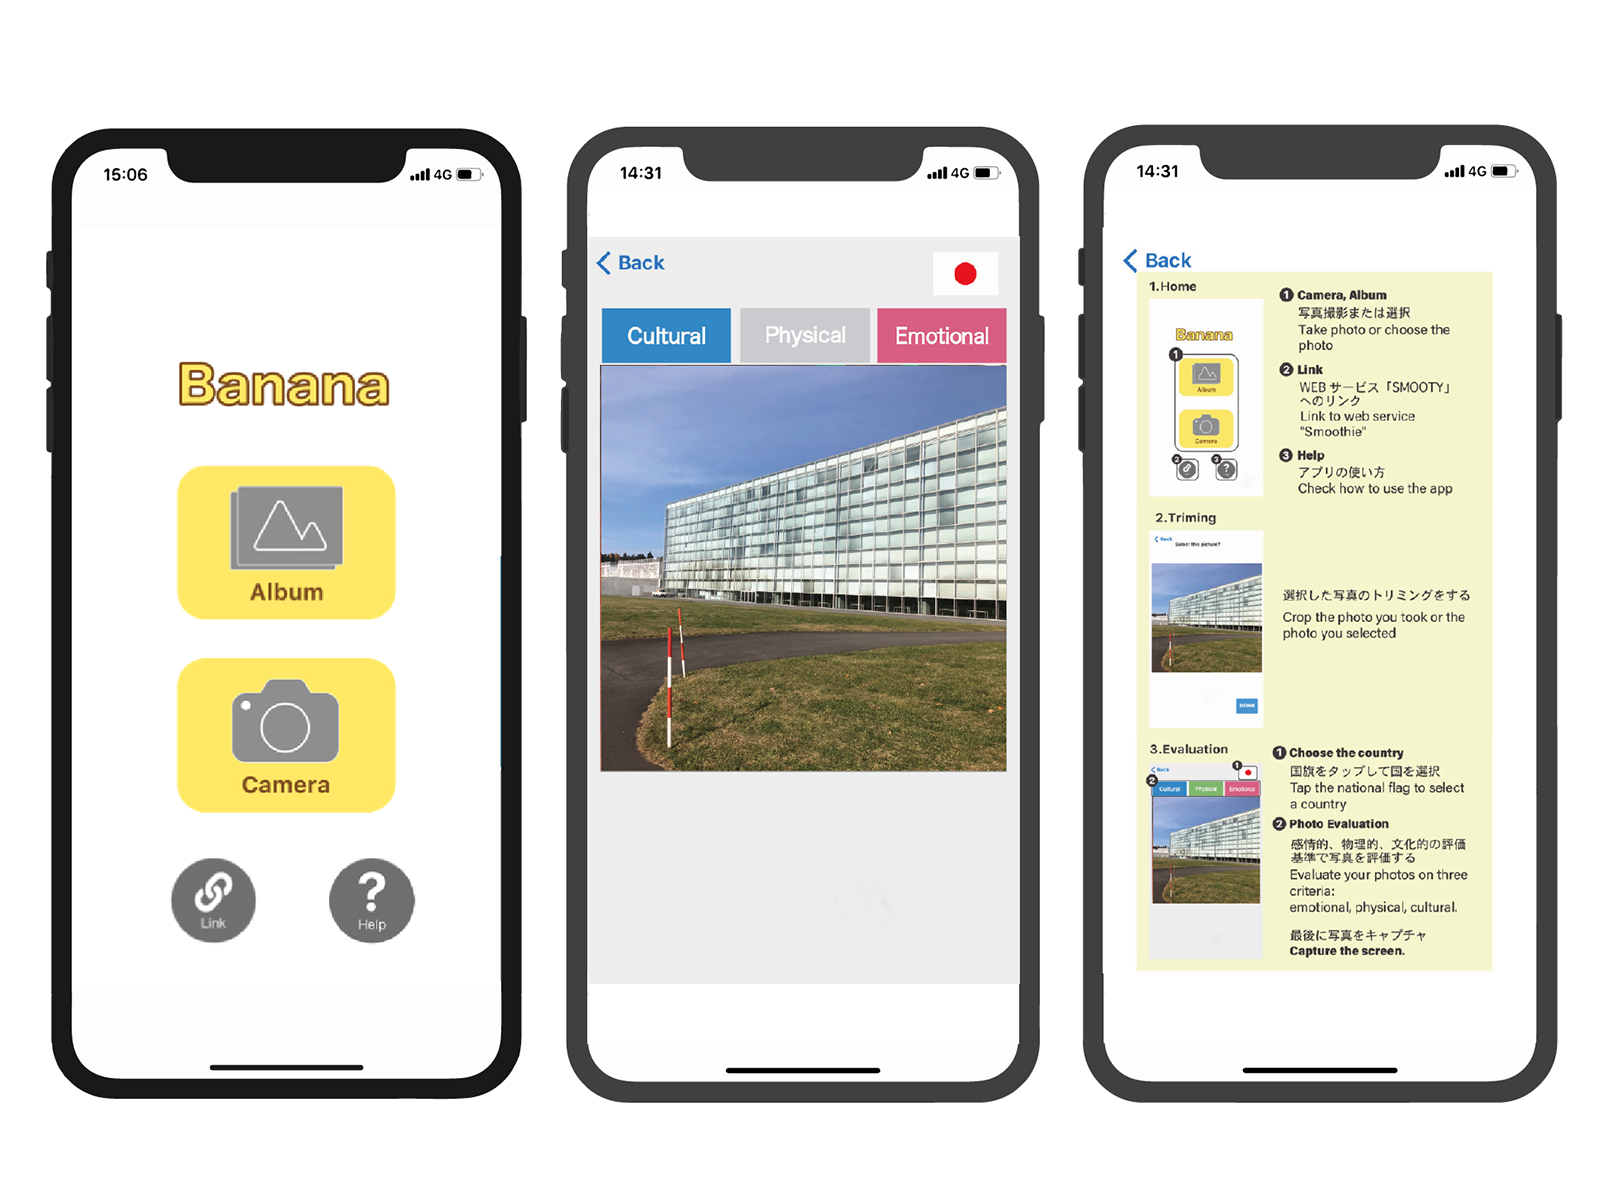 15:06
4G
Banana
Album
Camera
Link
Help
14:31
4G
Back
Cultural
Physical
Emotional
14:31
4G
Back
1.Home
Banana
1
Album
Camera
2
3
?
1 Camera, Album
写真撮影または選択
Take photo or choose the
photo
2 Link
WEB サービス「SMOOTY」
へのリンク
Link to web service
"Smoothie"
3 Help
アプリの使い方
Check how to use the app
2.Triming
Back
Select this picture?
DONE
選択した写真のトリミングをする
Crop the photo you took or the
photo you selected
3.Evaluation
Back
1
2
Cultural
Physical
Emotional
1 Choose the country
国旗をタップして国を選択
Tap the national flag to select
a country
2 Photo Evaluation
感情的、物理的、文化的の評価
基準で写真を評価する
Evaluate your photos on three
criteria:
emotional, physical, cultural.
最後に写真をキャプチャ
Capture the screen.